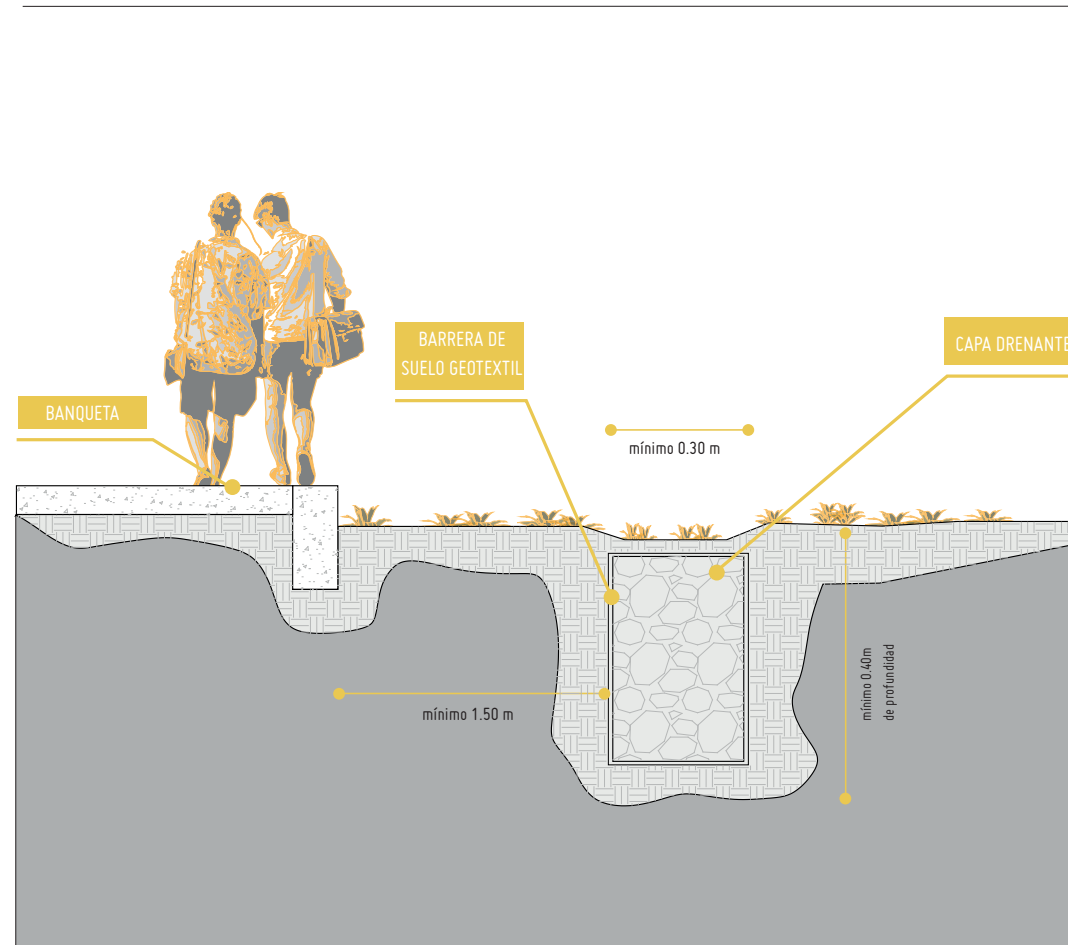 BARRERA DE
SUELO GEOTEXTIL
CAPA DRENANTE
BANQUETA
mínimo 0.30 m
mínimo 1.50 m
mínimo 0.40m
de profundidad